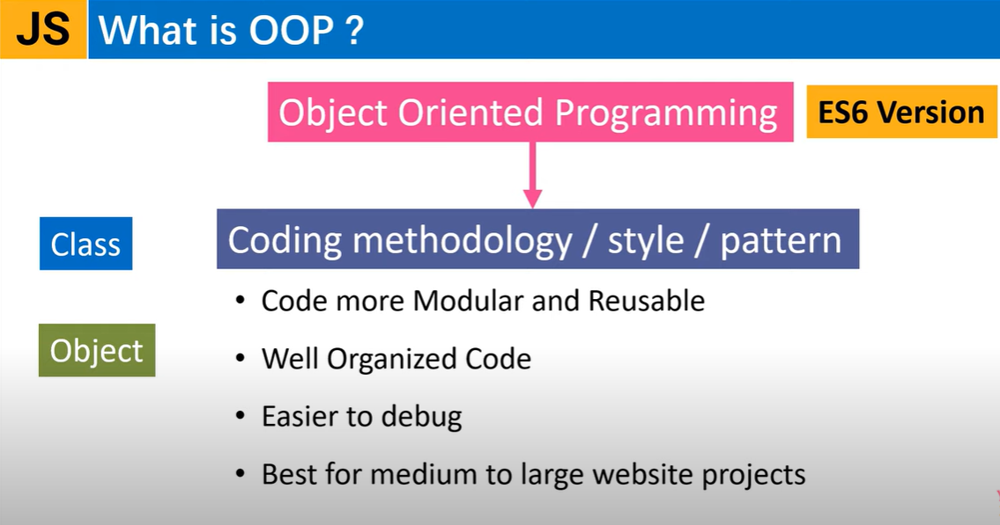 JS What is OOP ?
Object Oriented Programming
ES6 Version
Class
Coding methodology / style / pattern
• Code more Modular and Reusable
Object
• Well Organized Code
• Easier to debug
• Best for medium to large website projects